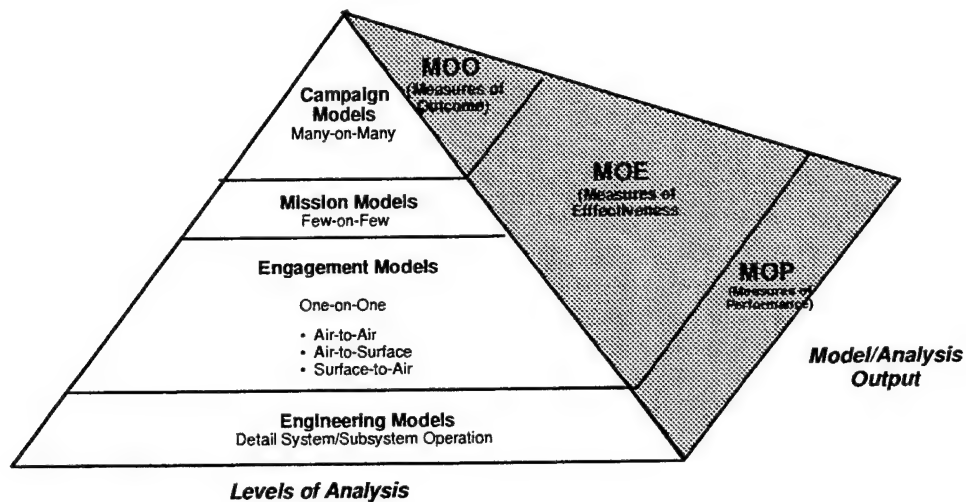 MOO
(Measures of
Outcome)
Campaign
Models
Many-on-Many
MOE
(Measures of
Efffectiveness
Mission Models
Few-on-Few
Engagement Models
MOP
(Measures of
Performance)
One-on-One
• Air-to-Air
• Air-to-Surface
• Surface-to-Air
Model/Analysis
Output
Engineering Models
Detail System/Subsystem Operation
Levels of Analysis